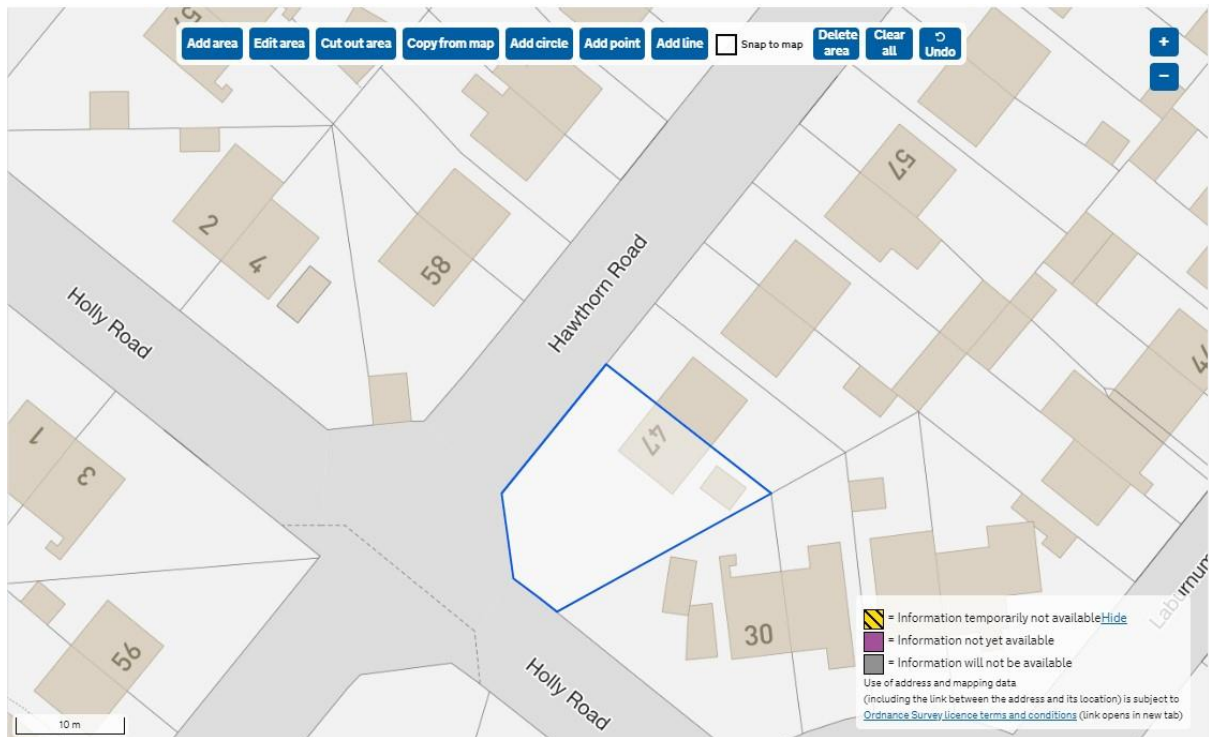 57
Add area
Edit area
Cut out area
Copy from map
Add circle
Add point
Add line
Snap to map
Delete
area
Clear
all
Undo
+
−
57
2
4
58
Hawthorn Road
Holly Road
47
1
3
30
56
Holly Road
= Information temporarily not available Hide
= Information not yet available
= Information will not be available
Use of address and mapping data
(including the link between the address and its location) is subject to
Ordnance Survey licence terms and conditions (link opens in new tab)
10 m